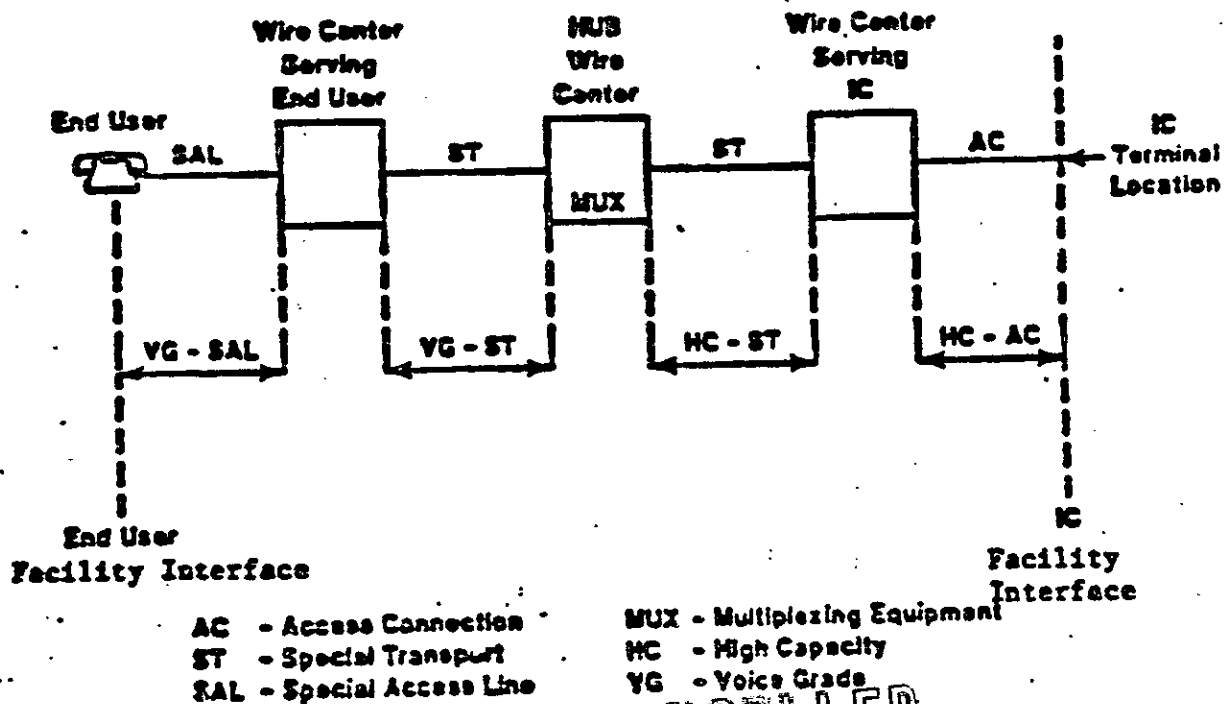 Wire Center
Serving
End User
HUB
Wire
Center
Wire Center
Serving
IC
End User
SAL
ST
MUX
ST
AC
IC
Terminal
Location
VG - SAL
VG - ST
HC - ST
HC - AC
End User
Facility Interface
IC
Facility
Interface
AC - Access Connection
ST - Special Transport
SAL - Special Access Line
MUX - Multiplexing Equipment
HC - High Capacity
VG - Voice Grade